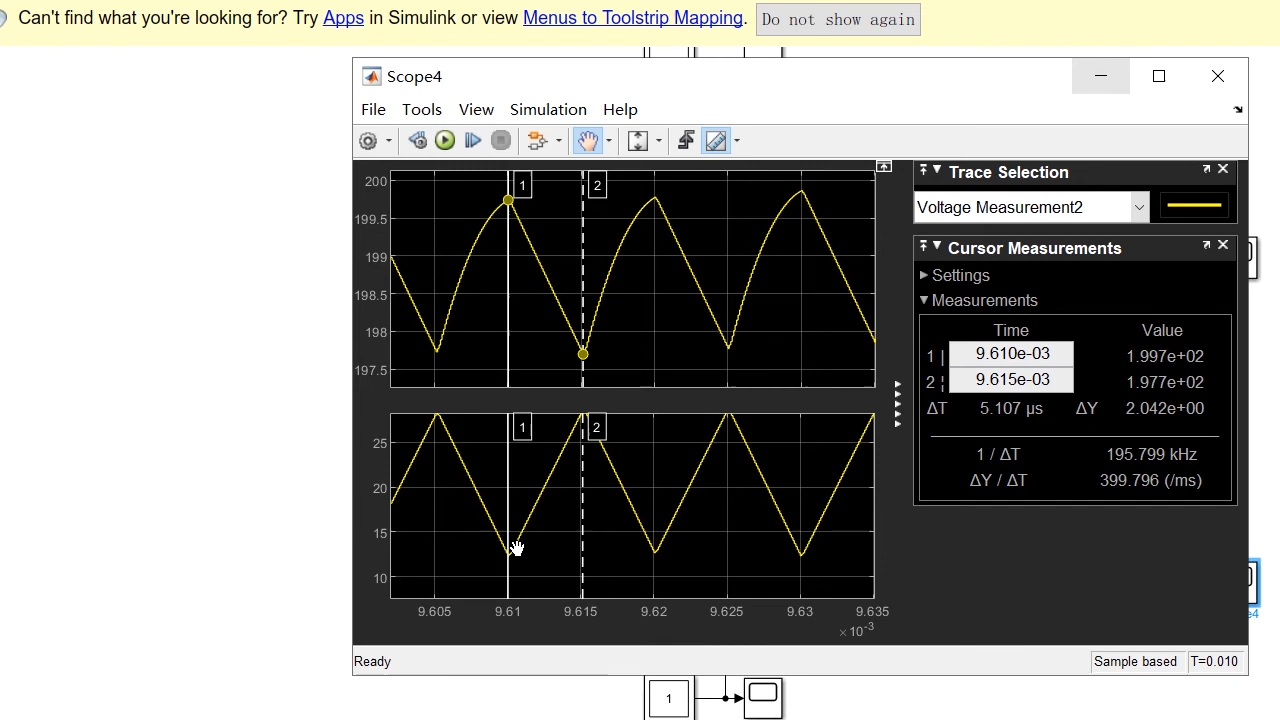 Can't find what you're looking for? Try Apps in Simulink or view Menus to Toolstrip Mapping. Do not show again
Scope4
File Tools View Simulation Help
200
199.5
199
198.5
198
197.5
1
2
25
20
15
10
1
2
9.605 9.61 9.615 9.62 9.625 9.63 9.635
×10⁻³
Trace Selection
Voltage Measurement2
Cursor Measurements
Settings
Measurements
Time Value
1 | 9.610e-03 1.997e+02
2 ¦ 9.615e-03 1.977e+02
ΔT 5.107 µs ΔY 2.042e+00
1 / ΔT 195.799 kHz
ΔY / ΔT 399.796 (/ms)
Ready Sample based T=0.010
e4
1